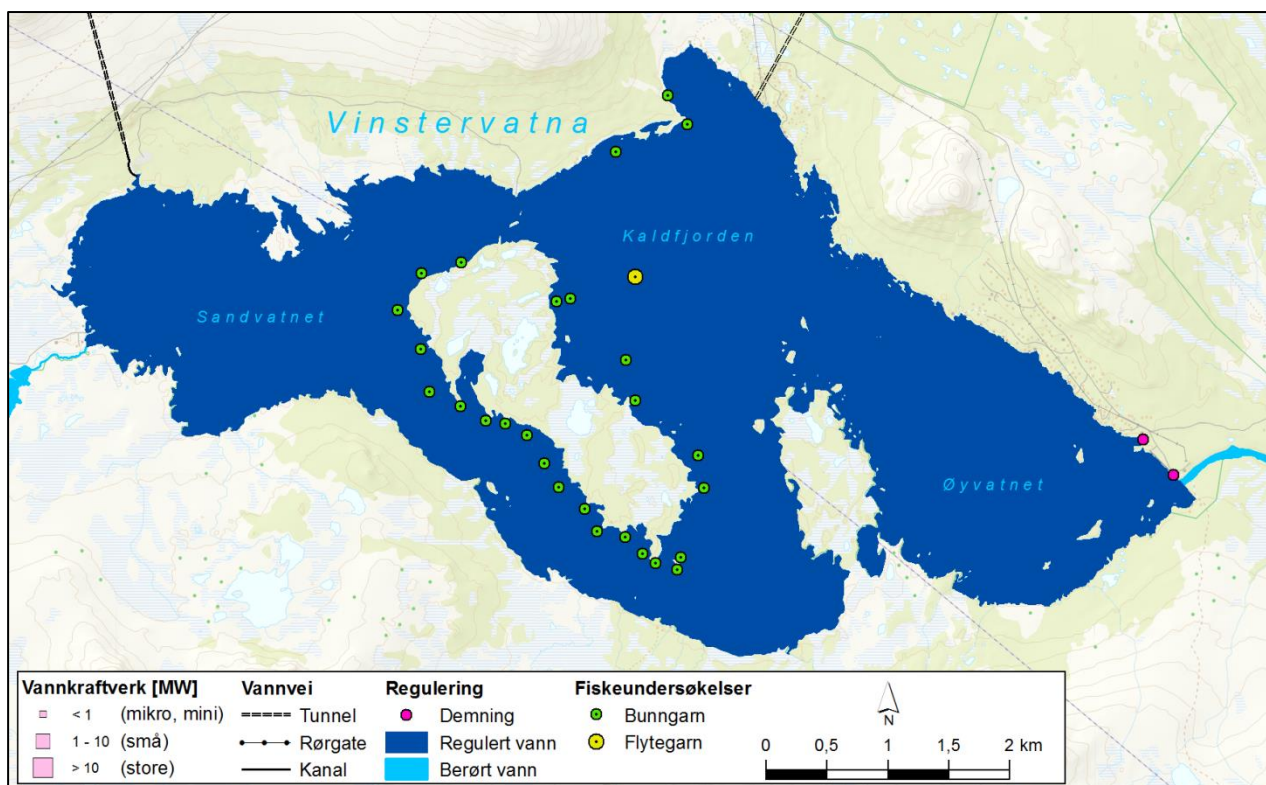 Vinstervatna
Kaldfjorden
Sandvatnet
Øyvatnet
Vannkraftverk [MW]
< 1 (mikro, mini)
1 - 10 (små)
> 10 (store)
Vannvei
Tunnel
Rørgate
Kanal
Regulering
Demning
Regulert vann
Berørt vann
Fiskeundersøkelser
Bunngarn
Flytegarn
N
0 0,5 1 1,5 2 km